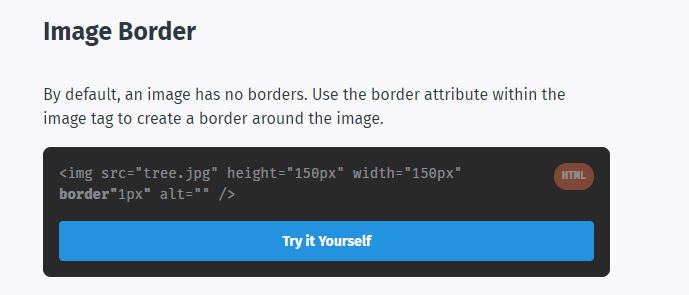 Image Border
By default, an image has no borders. Use the border attribute within the
image tag to create a border around the image.
<img src="tree.jpg" height="150px" width="150px"
border"1px" alt="" />
HTML
Try it Yourself